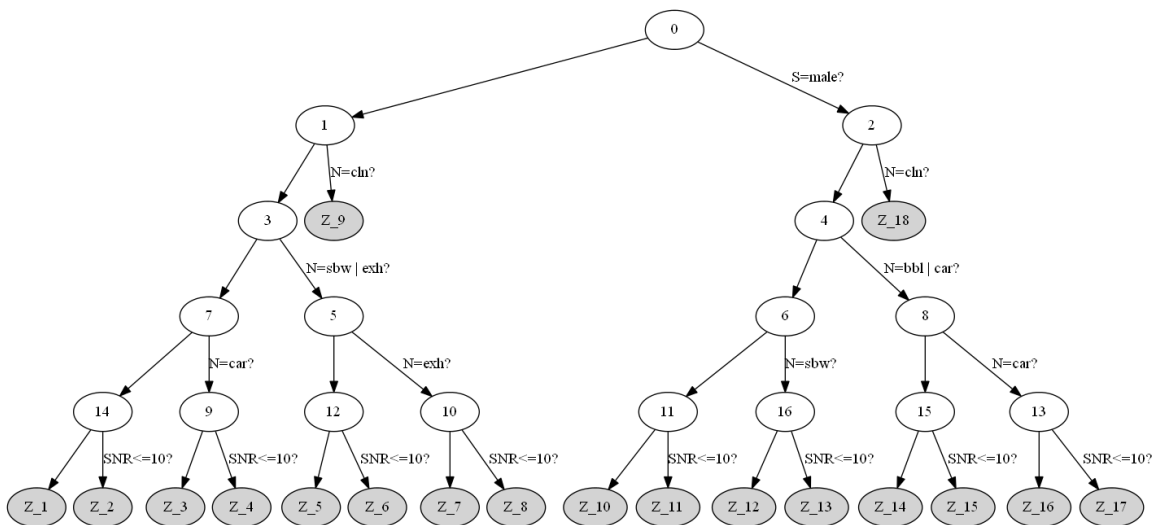 0
S=male?
1
2
N=cln?
N=cln?
3
Z_9
4
Z_18
N=sbw | exh?
N=bbl | car?
7
5
6
8
N=car?
N=exh?
N=sbw?
N=car?
14
9
12
10
11
16
15
13
SNR<=10?
SNR<=10?
SNR<=10?
SNR<=10?
SNR<=10?
SNR<=10?
SNR<=10?
SNR<=10?
Z_1
Z_2
Z_3
Z_4
Z_5
Z_6
Z_7
Z_8
Z_10
Z_11
Z_12
Z_13
Z_14
Z_15
Z_16
Z_17